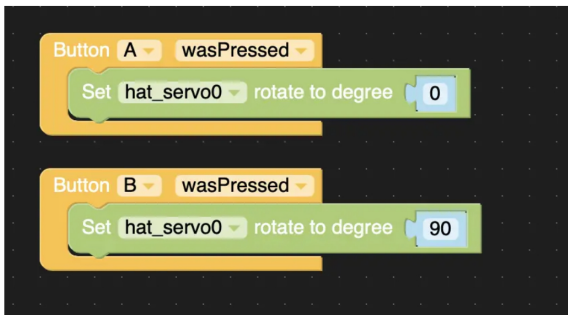 Button A wasPressed
Set hat_servo0 rotate to degree 0
Button B wasPressed
Set hat_servo0 rotate to degree 90